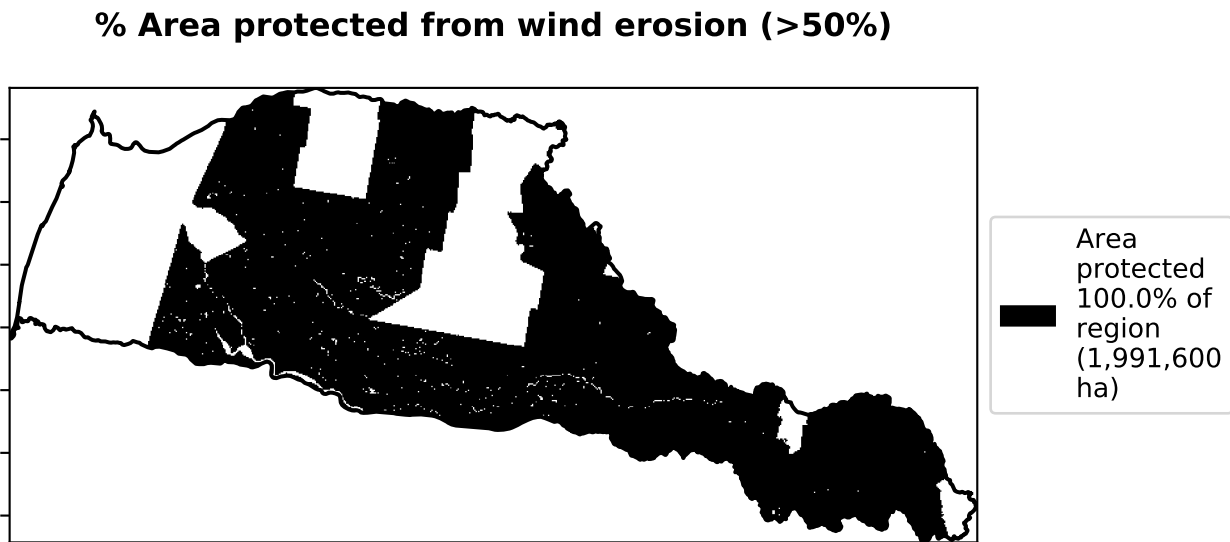 % Area protected from wind erosion (>50%)
Area
protected
100.0% of
region
(1,991,600
ha)